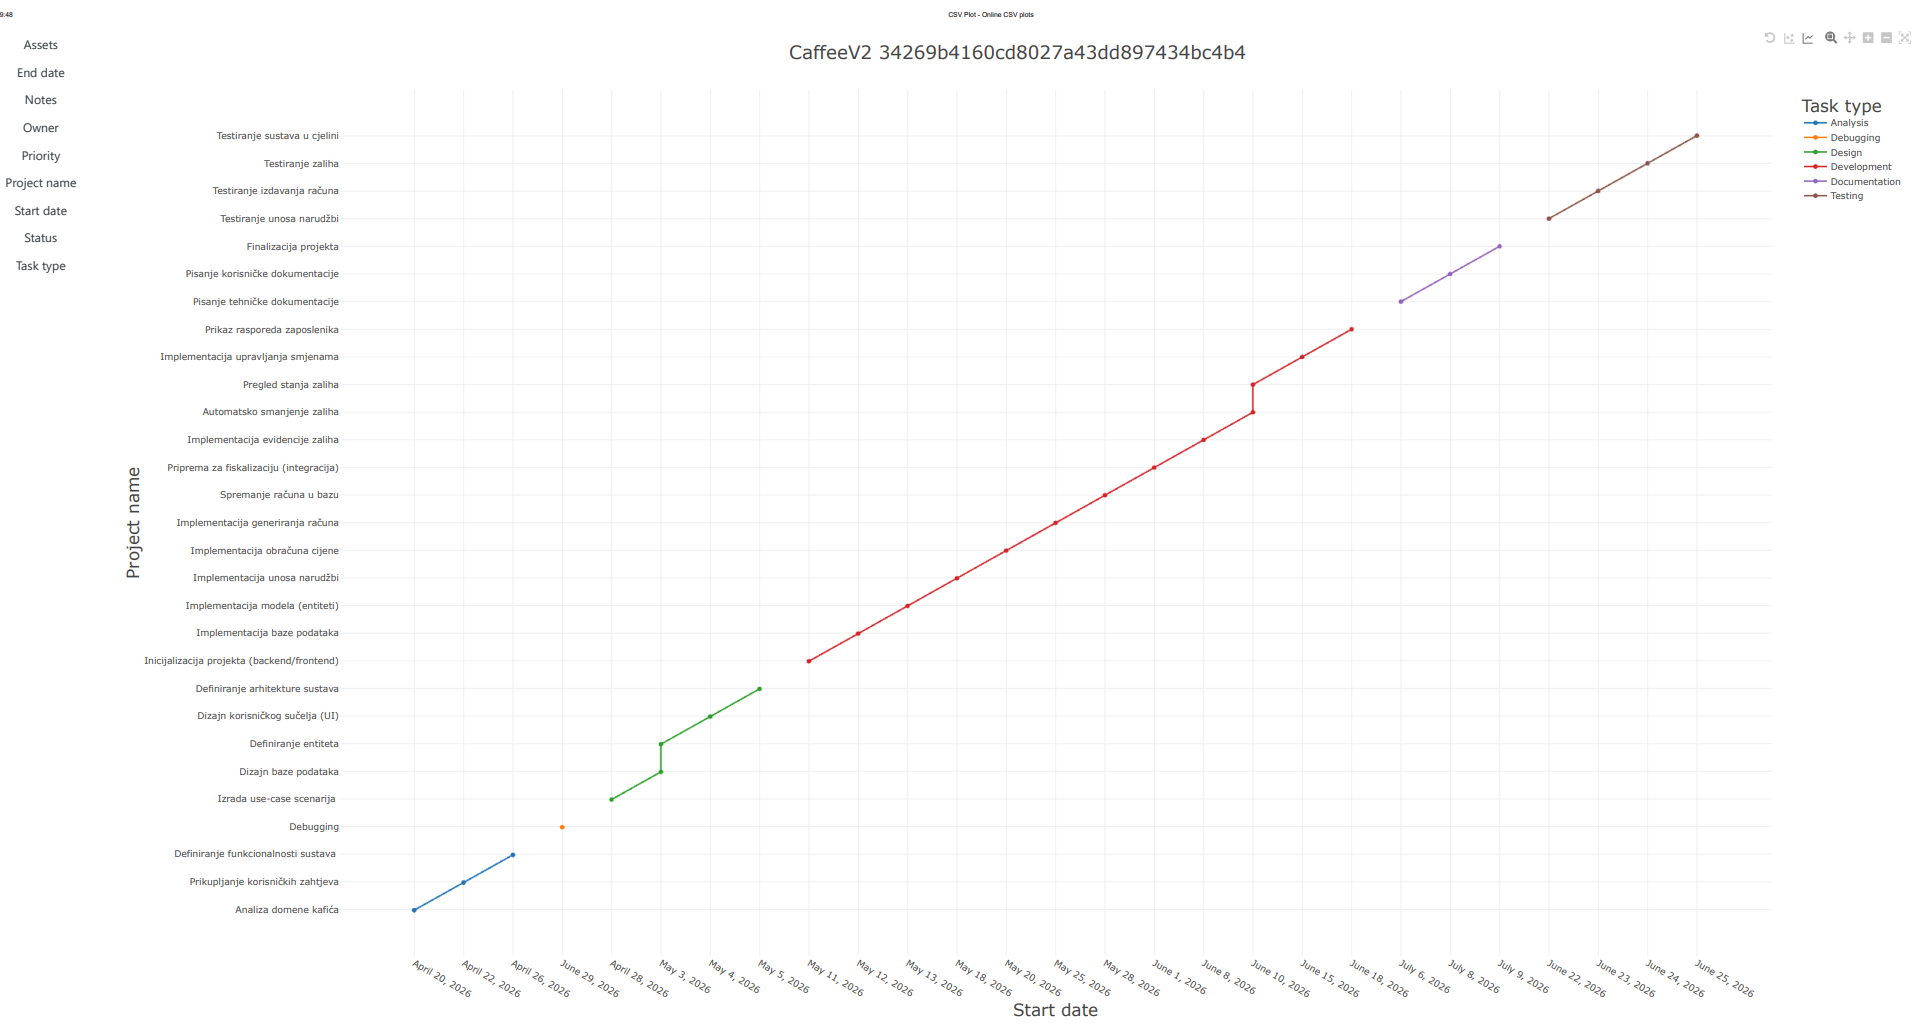 9:48
CSV Plot - Online CSV plots
Assets
End date
Notes
Owner
Priority
Project name
Start date
Status
Task type
CaffeeV2 34269b4160cd8027a43dd897434bc4b4
Task type
Analysis
Debugging
Design
Development
Documentation
Testing
Project name
Testiranje sustava u cjelini
Testiranje zaliha
Testiranje izdavanja računa
Testiranje unosa narudžbi
Finalizacija projekta
Pisanje korisničke dokumentacije
Pisanje tehničke dokumentacije
Prikaz rasporeda zaposlenika
Implementacija upravljanja smjenama
Pregled stanja zaliha
Automatsko smanjenje zaliha
Implementacija evidencije zaliha
Priprema za fiskalizaciju (integracija)
Spremanje računa u bazu
Implementacija generiranja računa
Implementacija obračuna cijene
Implementacija unosa narudžbi
Implementacija modela (entiteti)
Implementacija baze podataka
Inicijalizacija projekta (backend/frontend)
Definiranje arhitekture sustava
Dizajn korisničkog sučelja (UI)
Definiranje entiteta
Dizajn baze podataka
Izrada use-case scenarija
Debugging
Definiranje funkcionalnosti sustava
Prikupljanje korisničkih zahtjeva
Analiza domene kafića
April 20, 2026
April 22, 2026
April 26, 2026
June 29, 2026
April 28, 2026
May 3, 2026
May 4, 2026
May 5, 2026
May 11, 2026
May 12, 2026
May 13, 2026
May 18, 2026
May 20, 2026
May 25, 2026
May 28, 2026
June 1, 2026
June 8, 2026
June 10, 2026
June 15, 2026
June 18, 2026
July 6, 2026
July 8, 2026
July 9, 2026
June 22, 2026
June 23, 2026
June 24, 2026
June 25, 2026
Start date